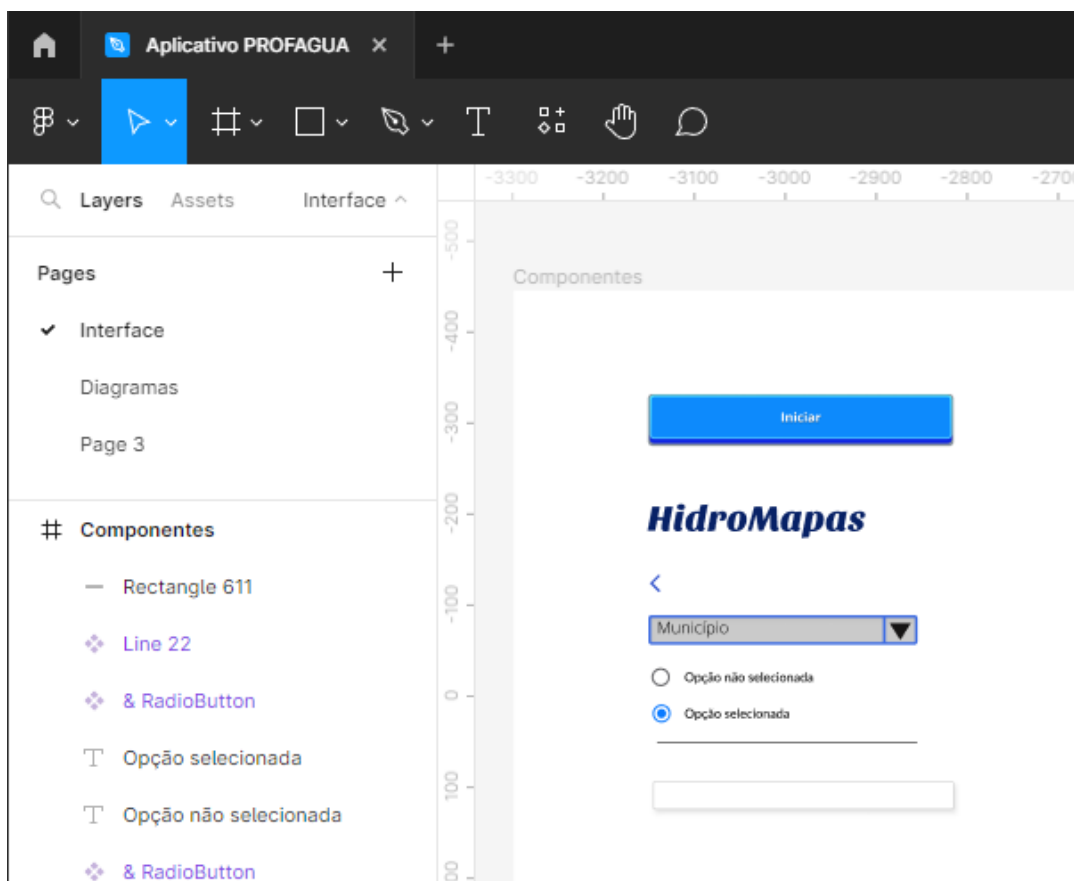 Aplicativo PROFAGUA
Layers Assets Interface
-3300 -3200 -3100 -3000 -2900 -2800 -270
Pages
Interface
Diagramas
Page 3
Componentes
Rectangle 611
Line 22
& RadioButton
Opção selecionada
Opção não selecionada
& RadioButton
-500
-400
-300
-200
-100
0
100
00
Componentes
Iniciar
HidroMapas
Município
Opção não selecionada
Opção selecionada